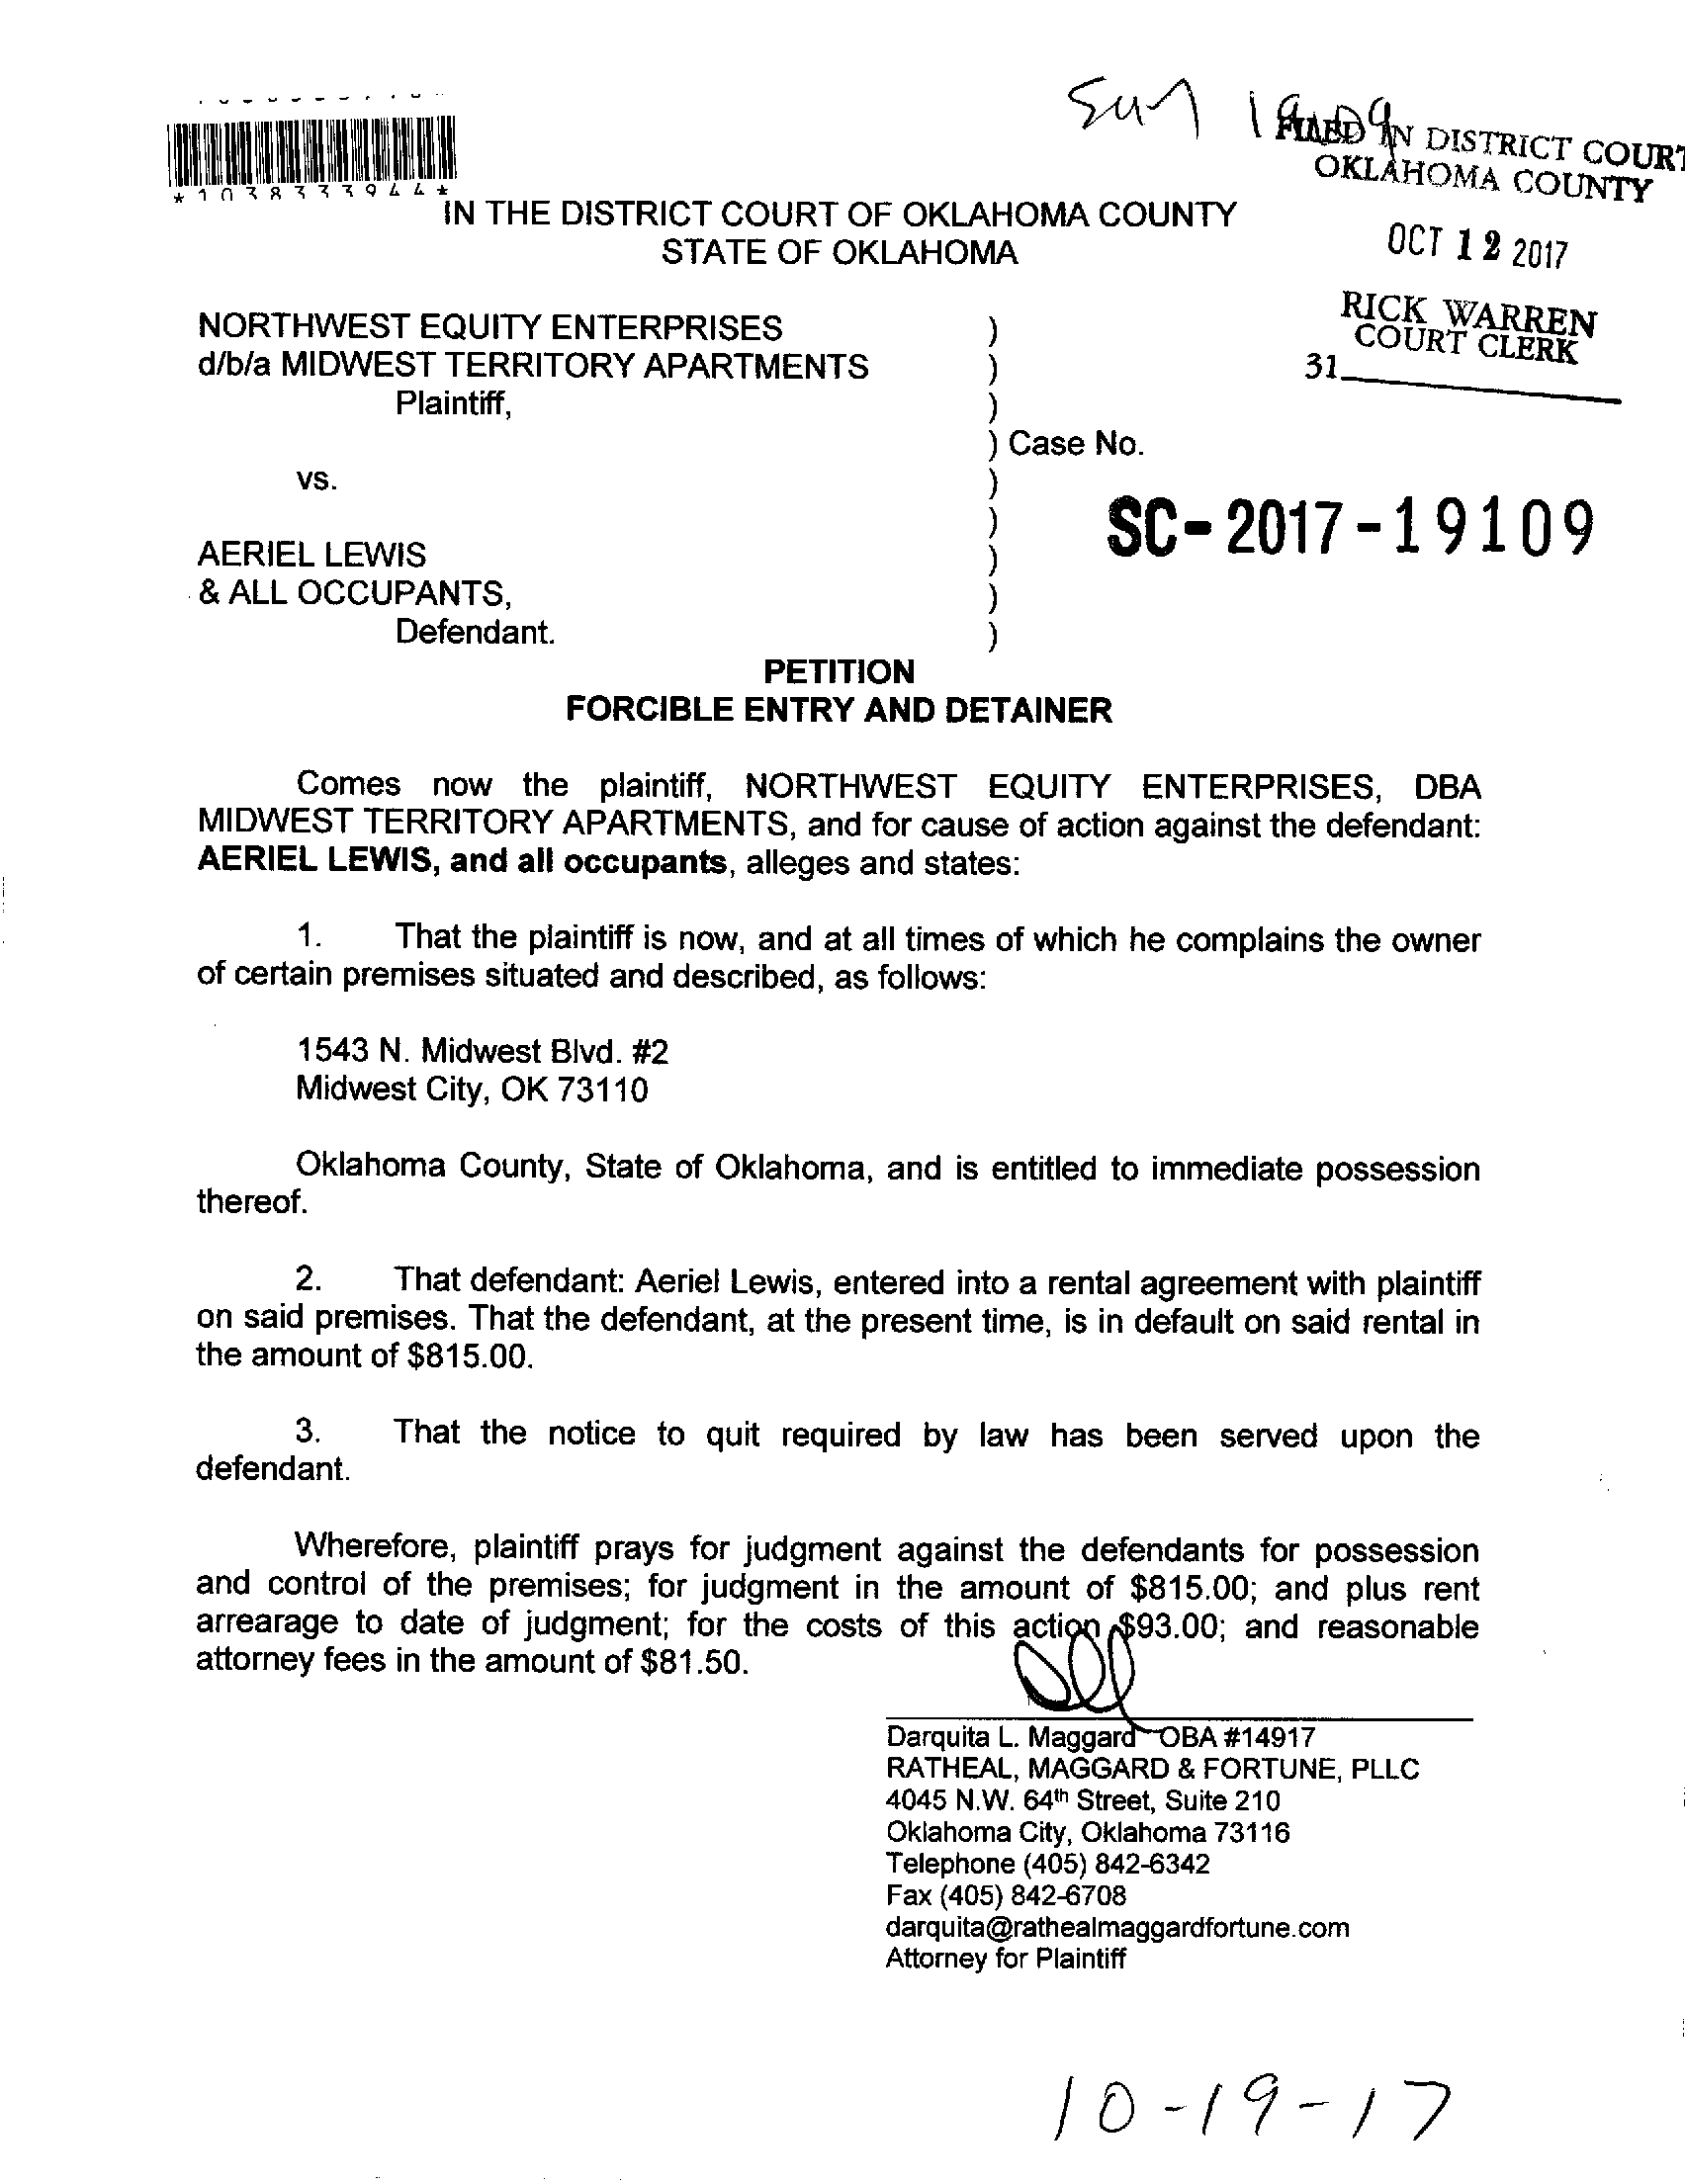 *1038333944*
FILED IN DISTRICT COURT
OKLAHOMA COUNTY
IN THE DISTRICT COURT OF OKLAHOMA COUNTY
STATE OF OKLAHOMA
OCT 12 2017
RICK WARREN
COURT CLERK
31
NORTHWEST EQUITY ENTERPRISES )
d/b/a MIDWEST TERRITORY APARTMENTS )
Plaintiff, )
) Case No.
vs. )
) SC-2017-19109
AERIEL LEWIS )
& ALL OCCUPANTS, )
Defendant. )
PETITION
FORCIBLE ENTRY AND DETAINER
Comes now the plaintiff, NORTHWEST EQUITY ENTERPRISES, DBA
MIDWEST TERRITORY APARTMENTS, and for cause of action against the defendant:
AERIEL LEWIS, and all occupants, alleges and states:
1. That the plaintiff is now, and at all times of which he complains the owner
of certain premises situated and described, as follows:
1543 N. Midwest Blvd. #2
Midwest City, OK 73110
Oklahoma County, State of Oklahoma, and is entitled to immediate possession
thereof.
2. That defendant: Aeriel Lewis, entered into a rental agreement with plaintiff
on said premises. That the defendant, at the present time, is in default on said rental in
the amount of $815.00.
3. That the notice to quit required by law has been served upon the
defendant.
Wherefore, plaintiff prays for judgment against the defendants for possession
and control of the premises; for judgment in the amount of $815.00; and plus rent
arrearage to date of judgment; for the costs of this action $93.00; and reasonable
attorney fees in the amount of $81.50.
Darquita L. Maggard OBA #14917
RATHEAL, MAGGARD & FORTUNE, PLLC
4045 N.W. 64th Street, Suite 210
Oklahoma City, Oklahoma 73116
Telephone (405) 842-6342
Fax (405) 842-6708
darquita@rathealmaggardfortune.com
Attorney for Plaintiff
10-19-17